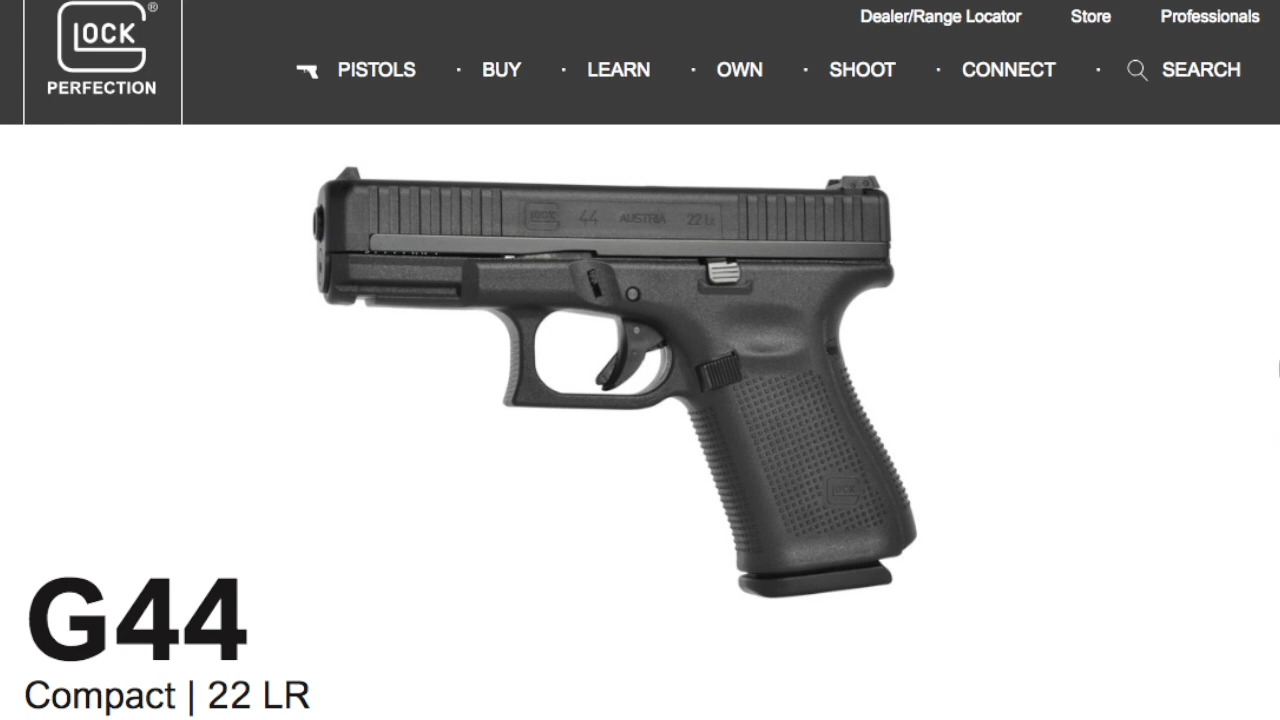 Dealer/Range Locator Store Professionals
GLOCK ®
PERFECTION
PISTOLS · BUY · LEARN · OWN · SHOOT · CONNECT · SEARCH
GLOCK 44 AUSTRIA 22 LR
GLOCK
G44
Compact | 22 LR